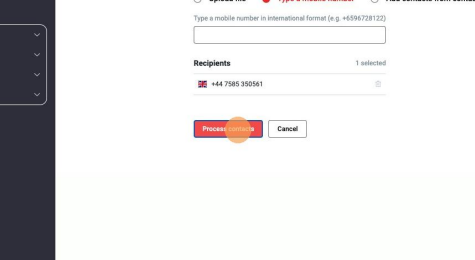 Upload file Type a mobile number Add contacts from contac
Type a mobile number in international format (e.g. +6596728122)
Recipients 1 selected
+44 7585 350561
Process contacts Cancel